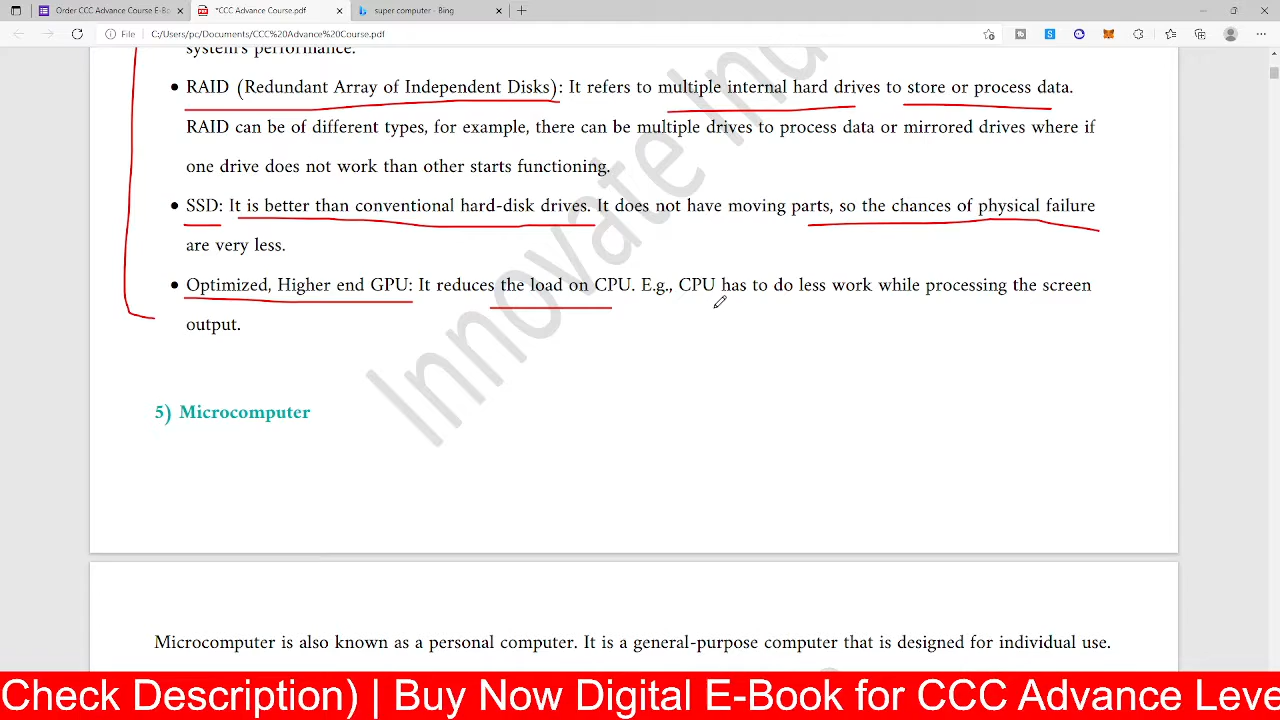 Order CCC Advance Course E-Bo
*CCC Advance Course.pdf
super computer - Bing
File
C:/Users/pc/Documents/CCC%20Advance%20Course.pdf
system's performance.
• RAID (Redundant Array of Independent Disks): It refers to multiple internal hard drives to store or process data.
RAID can be of different types, for example, there can be multiple drives to process data or mirrored drives where if
one drive does not work than other starts functioning.
• SSD: It is better than conventional hard-disk drives. It does not have moving parts, so the chances of physical failure
are very less.
• Optimized, Higher end GPU: It reduces the load on CPU. E.g., CPU has to do less work while processing the screen
output.
Innovate Ind
5) Microcomputer
Microcomputer is also known as a personal computer. It is a general-purpose computer that is designed for individual use.
Check Description) | Buy Now Digital E-Book for CCC Advance Leve